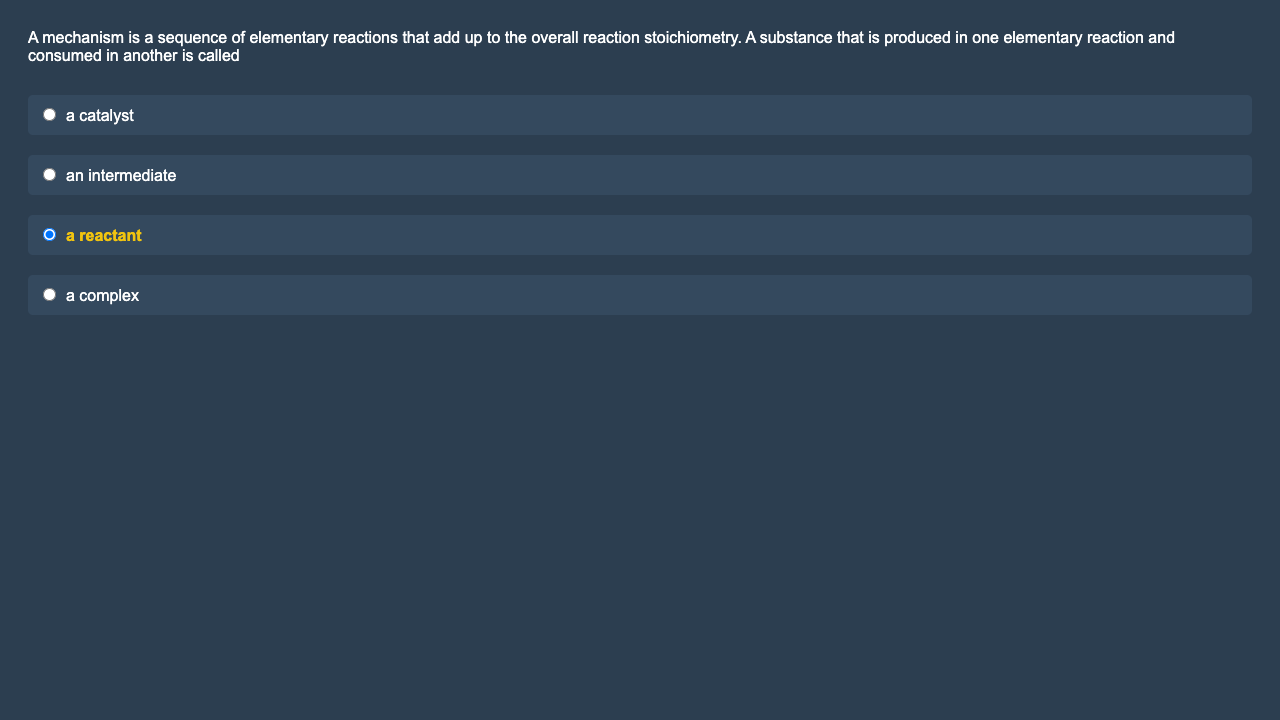 A mechanism is a sequence of elementary reactions that add up to the overall reaction stoichiometry. A substance that is produced in one elementary reaction and
consumed in another is called
a catalyst
an intermediate
a reactant
a complex